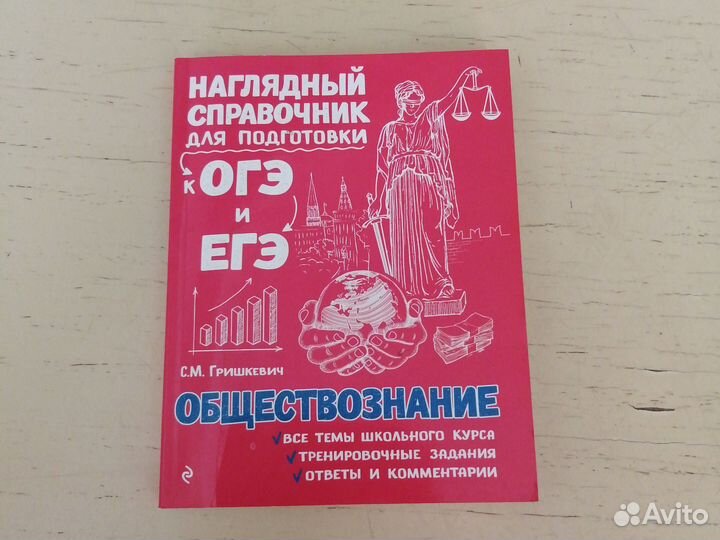 НАГЛЯДНЫЙ
СПРАВОЧНИК
ДЛЯ ПОДГОТОВКИ
К ОГЭ
И
ЕГЭ
С.М. ГРИШКЕВИЧ
ОБЩЕСТВОЗНАНИЕ
ВСЕ ТЕМЫ ШКОЛЬНОГО КУРСА
ТРЕНИРОВОЧНЫЕ ЗАДАНИЯ
ОТВЕТЫ И КОММЕНТАРИИ
Avito